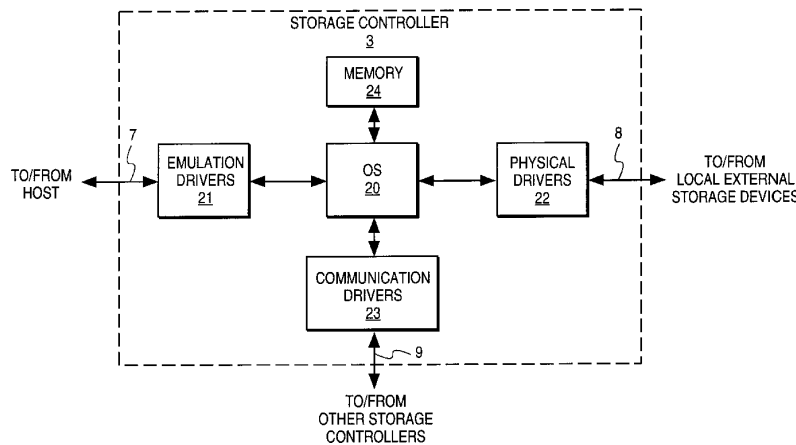 STORAGE CONTROLLER
3
MEMORY
24
7
8
TO/FROM
HOST
EMULATION
DRIVERS
21
OS
20
PHYSICAL
DRIVERS
22
TO/FROM
LOCAL EXTERNAL
STORAGE DEVICES
COMMUNICATION
DRIVERS
23
9
TO/FROM
OTHER STORAGE
CONTROLLERS